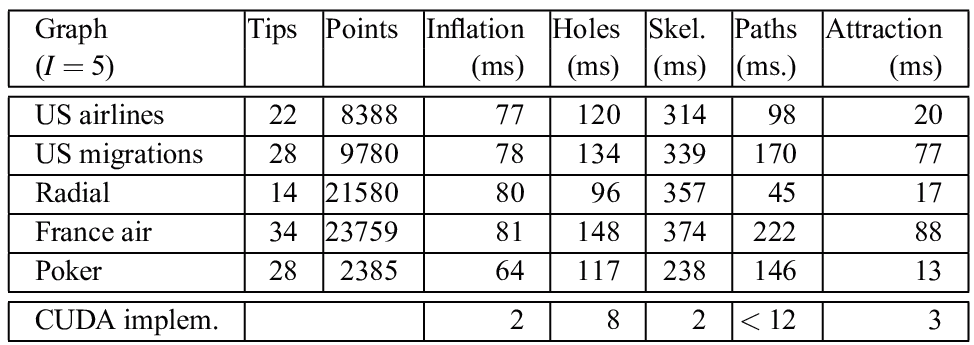 Graph Tips Points Inflation Holes Skel. Paths Attraction
(I = 5) (ms) (ms) (ms) (ms.) (ms)
US airlines 22 8388 77 120 314 98 20
US migrations 28 9780 78 134 339 170 77
Radial 14 21580 80 96 357 45 17
France air 34 23759 81 148 374 222 88
Poker 28 2385 64 117 238 146 13
CUDA implem. 2 8 2 < 12 3